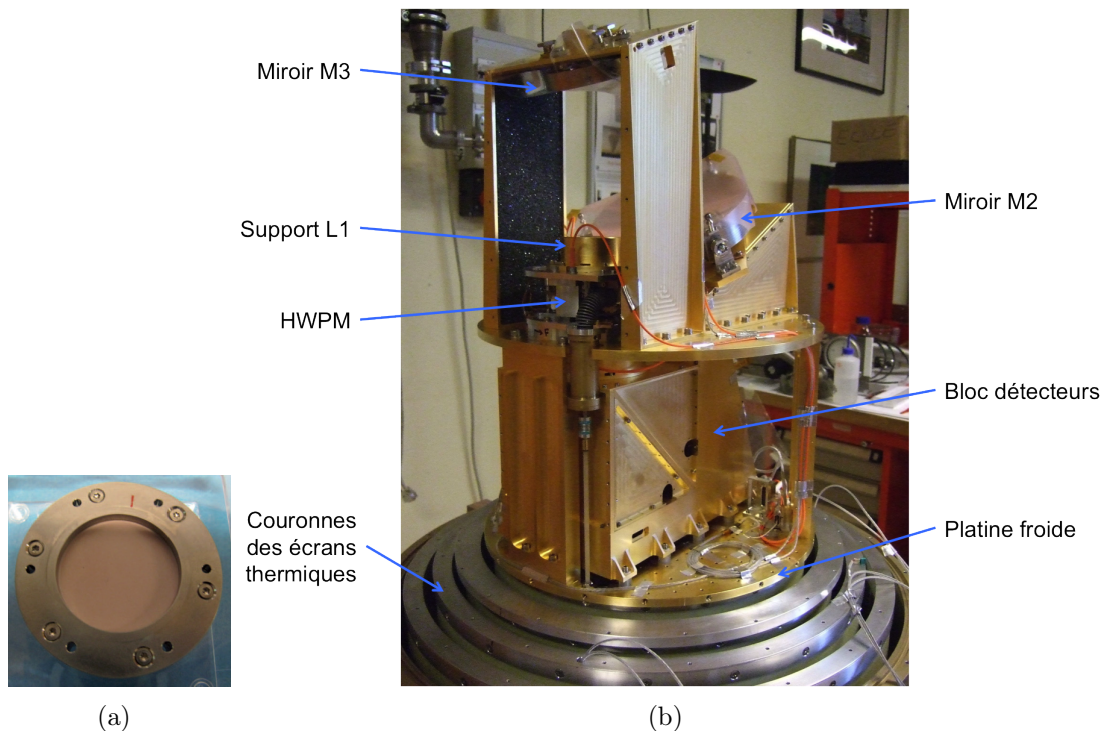 Miroir M3
Miroir M2
Support L1
HWPM
Bloc détecteurs
Couronnes
des écrans
thermiques
Platine froide
(a)
(b)